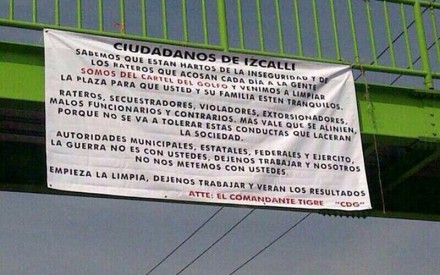 CIUDADANOS DE IZCALLI
SABEMOS QUE ESTAN HARTOS DE LA INSEGURIDAD Y DE
LOS RATEROS QUE ACOSAN CADA DÍA A LA GENTE
SOMOS DEL CARTEL DEL GOLFO Y VENIMOS A LIMPIAR
LA PLAZA PARA QUE USTED Y SU FAMILIA ESTEN TRANQUILOS.
RATEROS, SECUESTRADORES, VIOLADORES, EXTORSIONADORES,
MALOS FUNCIONARIOS Y CONTRARIOS. MAS VALE QUE SE ALINIEN,
PORQUE NO SE VA A TOLERAR ESTAS CONDUCTAS QUE LACERAN
LA SOCIEDAD.
AUTORIDADES MUNICIPALES, ESTATALES, FEDERALES Y EJERCITO,
LA GUERRA NO ES CON USTEDES, DEJENOS TRABAJAR Y NOSOTROS
NO NOS METEMOS CON USTEDES.
EMPIEZA LA LIMPIA, DEJENOS TRABAJAR Y VERAN LOS RESULTADOS
ATTE: EL COMANDANTE TIGRE "CDG"